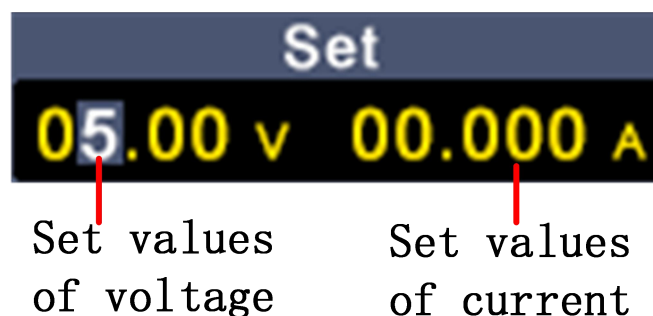 Set
05.00 V 00.000 A
Set values Set values
of voltage of current